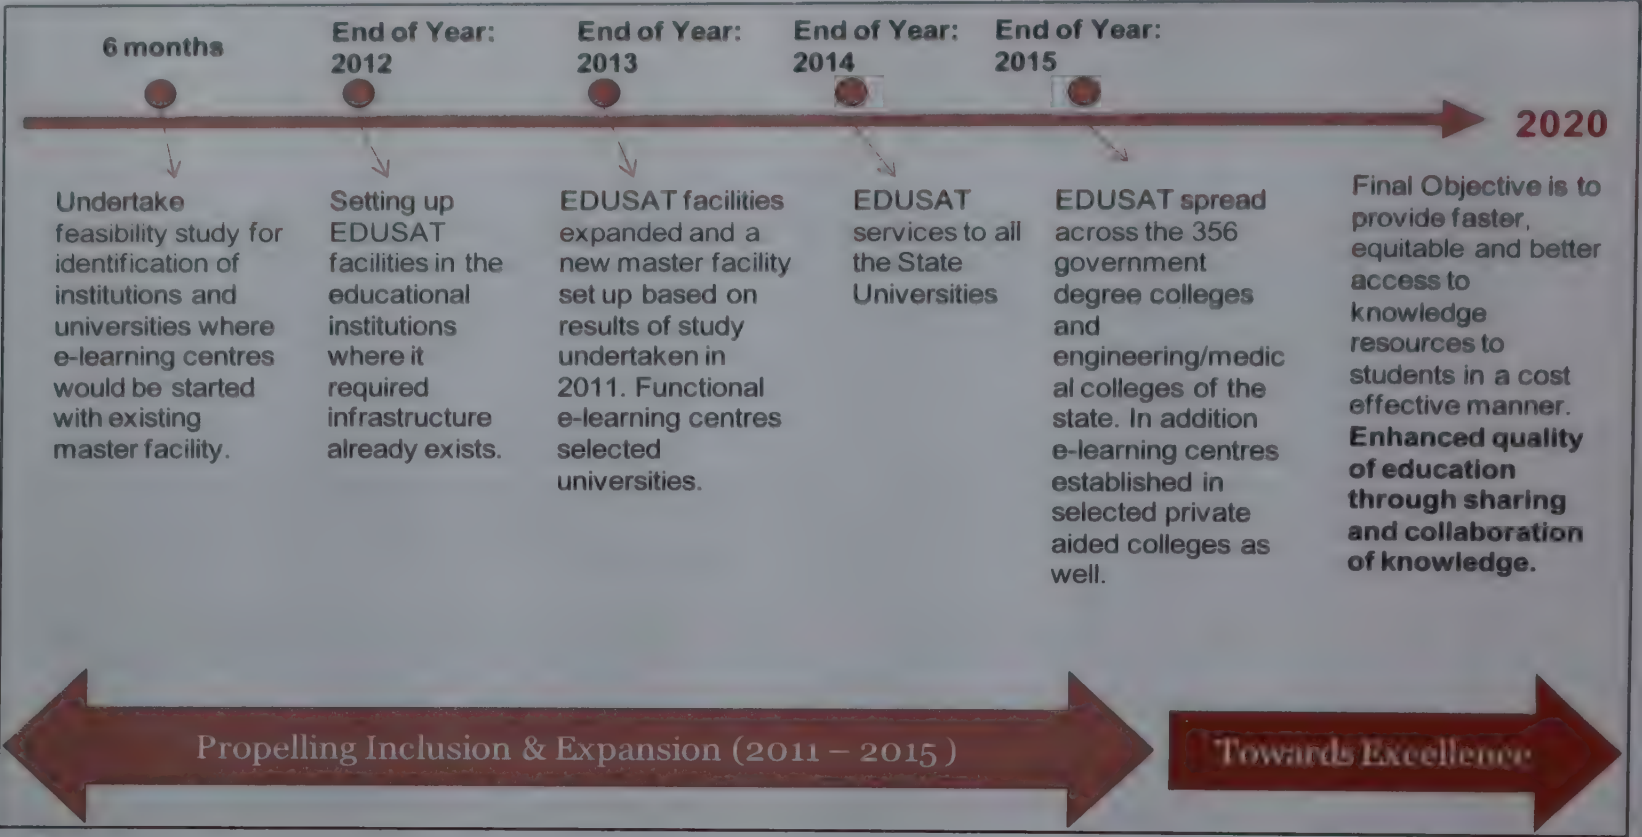 6 months
End of Year:
2012
End of Year:
2013
End of Year:
2014
End of Year:
2015
2020
Undertake
feasibility study for
identification of
institutions and
universities where
e-learning centres
would be started
with existing
master facility.
Setting up
EDUSAT
facilities in the
educational
institutions
where it
required
infrastructure
already exists.
EDUSAT facilities
expanded and a
new master facility
set up based on
results of study
undertaken in
2011. Functional
e-learning centres
selected
universities.
EDUSAT
services to all
the State
Universities
EDUSAT spread
across the 356
government
degree colleges
and
engineering/medic
al colleges of the
state. In addition
e-learning centres
established in
selected private
aided colleges as
well.
Final Objective is to
provide faster,
equitable and better
access to
knowledge
resources to
students in a cost
effective manner.
Enhanced quality
of education
through sharing
and collaboration
of knowledge.
Propelling Inclusion & Expansion (2011 – 2015 )
Towards Excellence